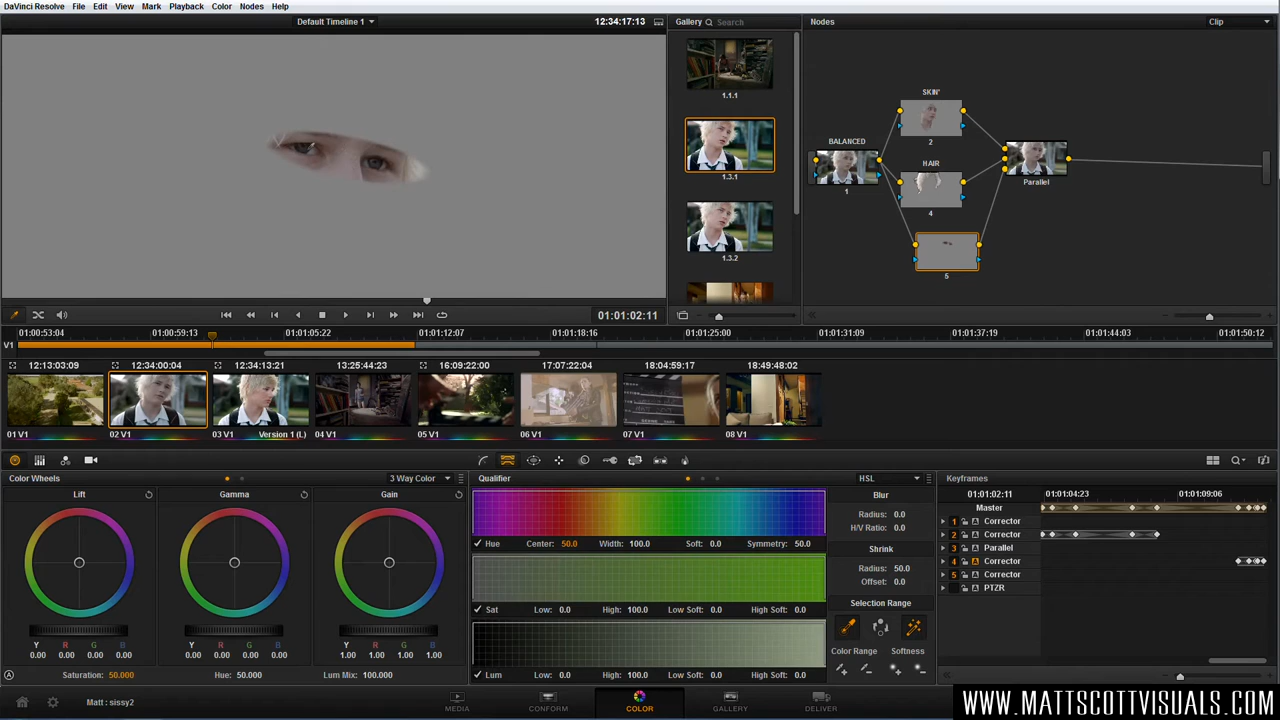 DaVinci Resolve File Edit View Mark Playback Color Nodes Help
Default Timeline 1 12:34:17:13 Gallery Search Nodes Clip
1.1.1
1.3.1
1.3.2
SKIN'
2
BALANCED
1
HAIR
4
Parallel
5
01:01:02:11
01:00:53:04 01:00:59:13 01:01:05:22 01:01:12:07 01:01:18:16 01:01:25:00 01:01:31:09 01:01:37:19 01:01:44:03 01:01:50:12
V1
12:13:03:09 12:34:00:04 12:34:13:21 13:25:44:23 16:09:22:00 17:07:22:04 18:04:59:17 18:49:48:02
01 V1 02 V1 03 V1 Version 1 (L) 04 V1 05 V1 06 V1 07 V1 08 V1
Color Wheels 3 Way Color
Lift Gamma Gain
Y R G B Y R G B Y R G B
0.00 0.00 0.00 0.00 0.00 0.00 0.00 0.00 1.00 1.00 1.00 1.00
Saturation: 50.000 Hue: 50.000 Lum Mix: 100.000
Qualifier HSL
Hue Center: 50.0 Width: 100.0 Soft: 0.0 Symmetry: 50.0
Sat Low: 0.0 High: 100.0 Low Soft: 0.0 High Soft: 0.0
Lum Low: 0.0 High: 100.0 Low Soft: 0.0 High Soft: 0.0
Blur
Radius: 0.0
H/V Ratio: 0.0
Shrink
Radius: 50.0
Offset: 0.0
Selection Range
Color Range Softness
Keyframes
01:01:02:11 01:01:04:23 01:01:09:06
Master
1 Corrector
2 Corrector
3 Parallel
4 Corrector
5 Corrector
PTZR
Matt : sissy2
MEDIA CONFORM COLOR GALLERY DELIVER
WWW.MATTSCOTTVISUALS.COM